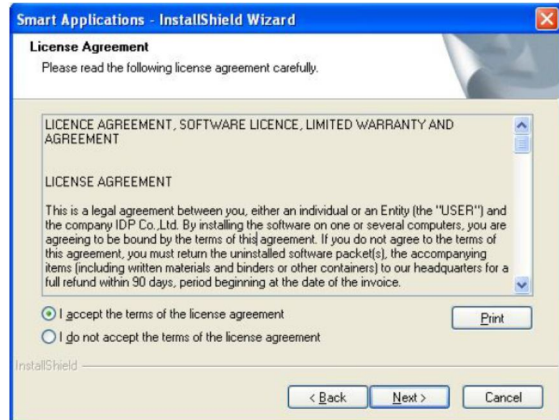 Smart Applications - InstallShield Wizard
License Agreement
Please read the following license agreement carefully.
LICENCE AGREEMENT, SOFTWARE LICENCE, LIMITED WARRANTY AND
AGREEMENT
LICENSE AGREEMENT
This is a legal agreement between you, either an individual or an Entity (the "USER") and
the company IDP Co.,Ltd. By installing the software on one or several computers, you are
agreeing to be bound by the terms of this agreement. If you do not agree to the terms of
this agreement, you must return the uninstalled software packet(s), the accompanying
items (including written materials and binders or other containers) to our headquarters for a
full refund within 90 days, period beginning at the date of the invoice.
I accept the terms of the license agreement
Print
I do not accept the terms of the license agreement
InstallShield
< Back Next > Cancel